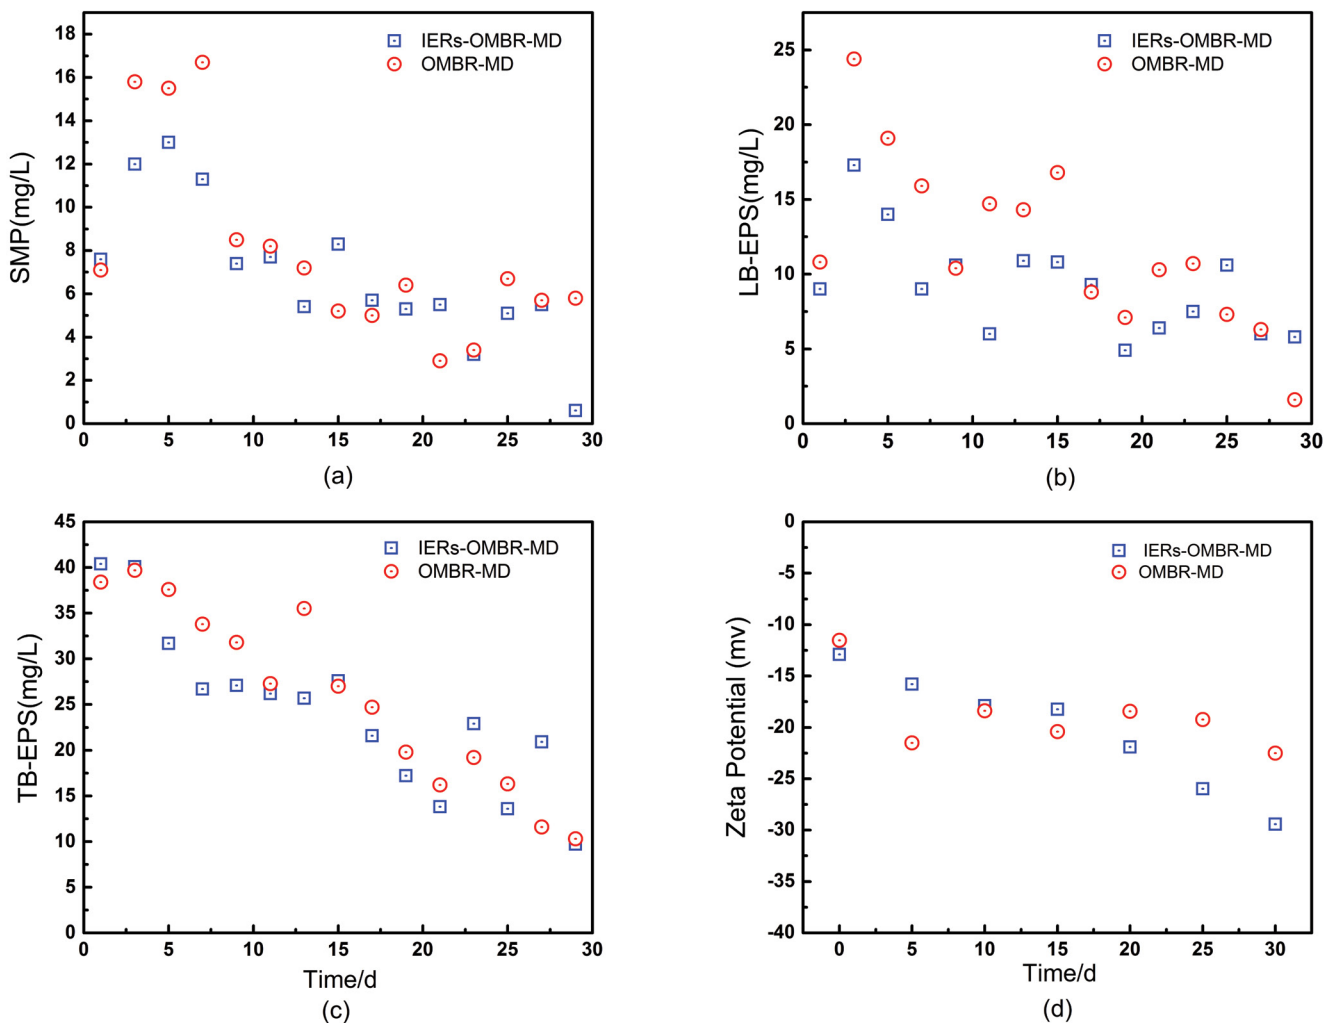 18
16
14
12
10
8
6
4
2
0
SMP(mg/L)
IERs-OMBR-MD
OMBR-MD
0 5 10 15 20 25 30
(a)
25
20
15
10
5
0
LB-EPS(mg/L)
IERs-OMBR-MD
OMBR-MD
0 5 10 15 20 25 30
(b)
45
40
35
30
25
20
15
10
5
0
TB-EPS(mg/L)
IERs-OMBR-MD
OMBR-MD
0 5 10 15 20 25 30
Time/d
(c)
0
-5
-10
-15
-20
-25
-30
-35
-40
Zeta Potential (mv)
IERs-OMBR-MD
OMBR-MD
0 5 10 15 20 25 30
Time/d
(d)